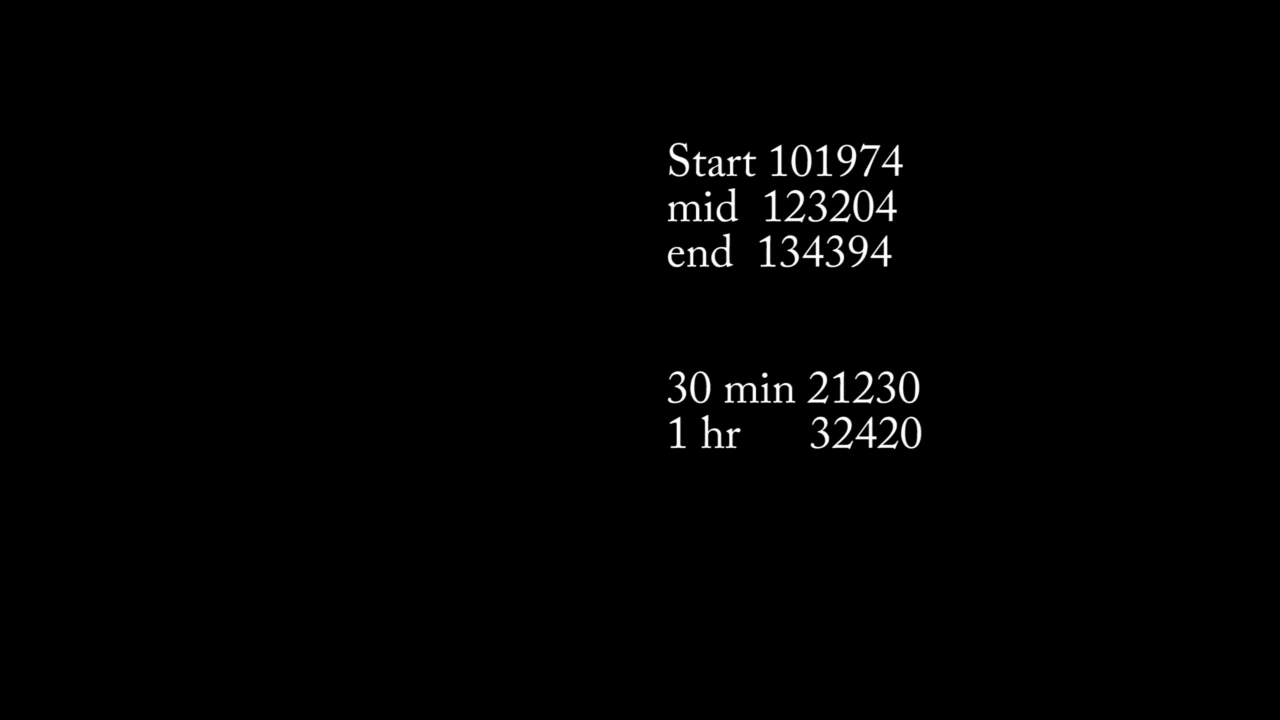 Start 101974
mid 123204
end 134394
30 min 21230
1 hr 32420